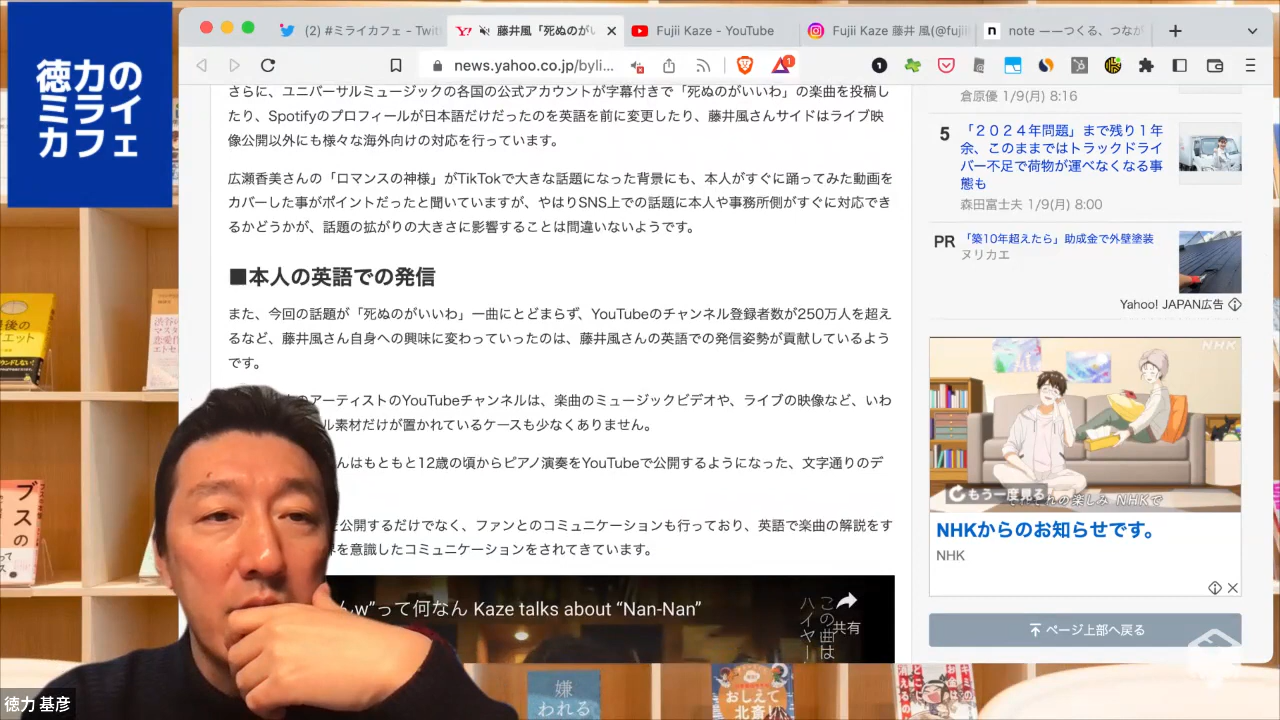 徳力の
ミライ
カフェ
(2) #ミライカフェ - Twit
藤井風「死ぬのがい
Fujii Kaze - YouTube
Fujii Kaze 藤井 風(@fujii
note ――つくる、つなが
news.yahoo.co.jp/byli...
さらに、ユニバーサルミュージックの各国の公式アカウントが字幕付きで「死ぬのがいいわ」の楽曲を投稿し
たり、Spotifyのプロフィールが日本語だけだったのを英語を前に変更したり、藤井風さんサイドはライブ映
像公開以外にも様々な海外向けの対応を行っています。
広瀬香美さんの「ロマンスの神様」がTikTokで大きな話題になった背景にも、本人がすぐに踊ってみた動画を
カバーした事がポイントだったと聞いていますが、やはりSNS上での話題に本人や事務所側がすぐに対応でき
るかどうかが、話題の拡がりの大きさに影響することは間違いないようです。
■本人の英語での発信
また、今回の話題が「死ぬのがいいわ」一曲にとどまらず、YouTubeのチャンネル登録者数が250万人を超え
るなど、藤井風さん自身への興味に変わっていったのは、藤井風さんの英語での発信姿勢が貢献しているよう
です。
のアーティストのYouTubeチャンネルは、楽曲のミュージックビデオや、ライブの映像など、いわ
ル素材だけが置かれているケースも少なくありません。
んはもともと12歳の頃からピアノ演奏をYouTubeで公開するようになった、文字通りのデ
公開するだけでなく、ファンとのコミュニケーションも行っており、英語で楽曲の解説をす
を意識したコミュニケーションをされてきています。
んw”って何なん Kaze talks about “Nan-Nan”
この曲は
ハイヤー
共有
倉原優 1/9(月) 8:16
5
「２０２４年問題」まで残り１年
余、このままではトラックドライ
バー不足で荷物が運べなくなる事
態も
森田富士夫 1/9(月) 8:00
PR
「築10年超えたら」助成金で外壁塗装
ヌリカエ
Yahoo! JAPAN広告
NHK
もう一度見る
の楽しみ NHKで
NHKからのお知らせです。
NHK
ページ上部へ戻る
ブスの
嫌
われる
おしえて
北斎!
徳力 基彦